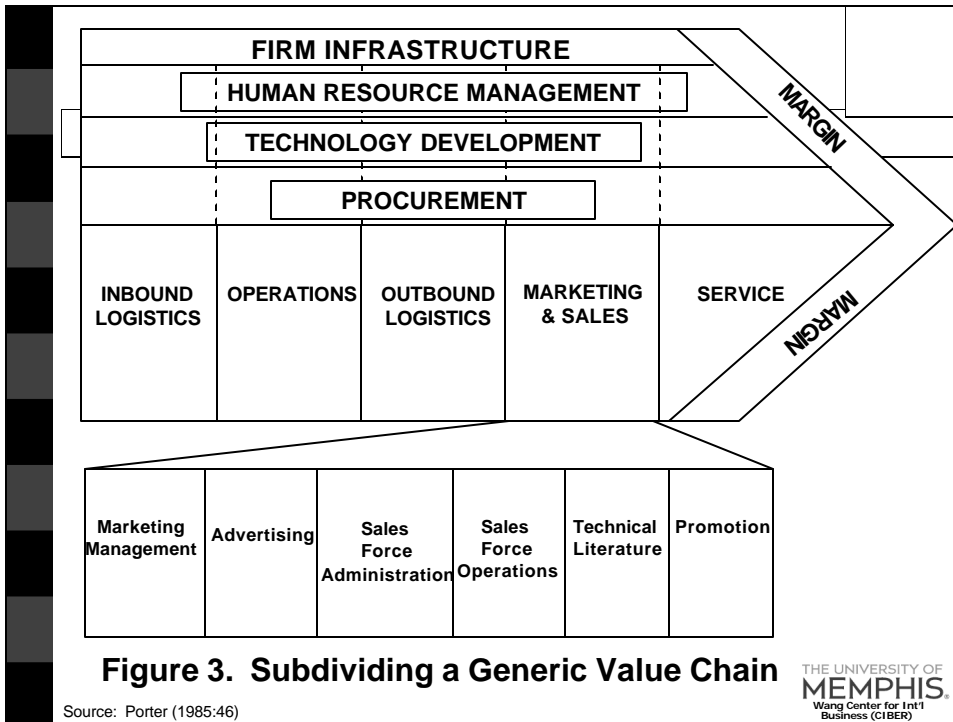 FIRM INFRASTRUCTURE
HUMAN RESOURCE MANAGEMENT
TECHNOLOGY DEVELOPMENT
PROCUREMENT
MARGIN
INBOUND
LOGISTICS
OPERATIONS
OUTBOUND
LOGISTICS
MARKETING
& SALES
SERVICE
MARGIN
Marketing
Management
Advertising
Sales
Force
Administration
Sales
Force
Operations
Technical
Literature
Promotion
Figure 3. Subdividing a Generic Value Chain
Source: Porter (1985:46)
THE UNIVERSITY OF
MEMPHIS.
Wang Center for Int'l
Business (CIBER)